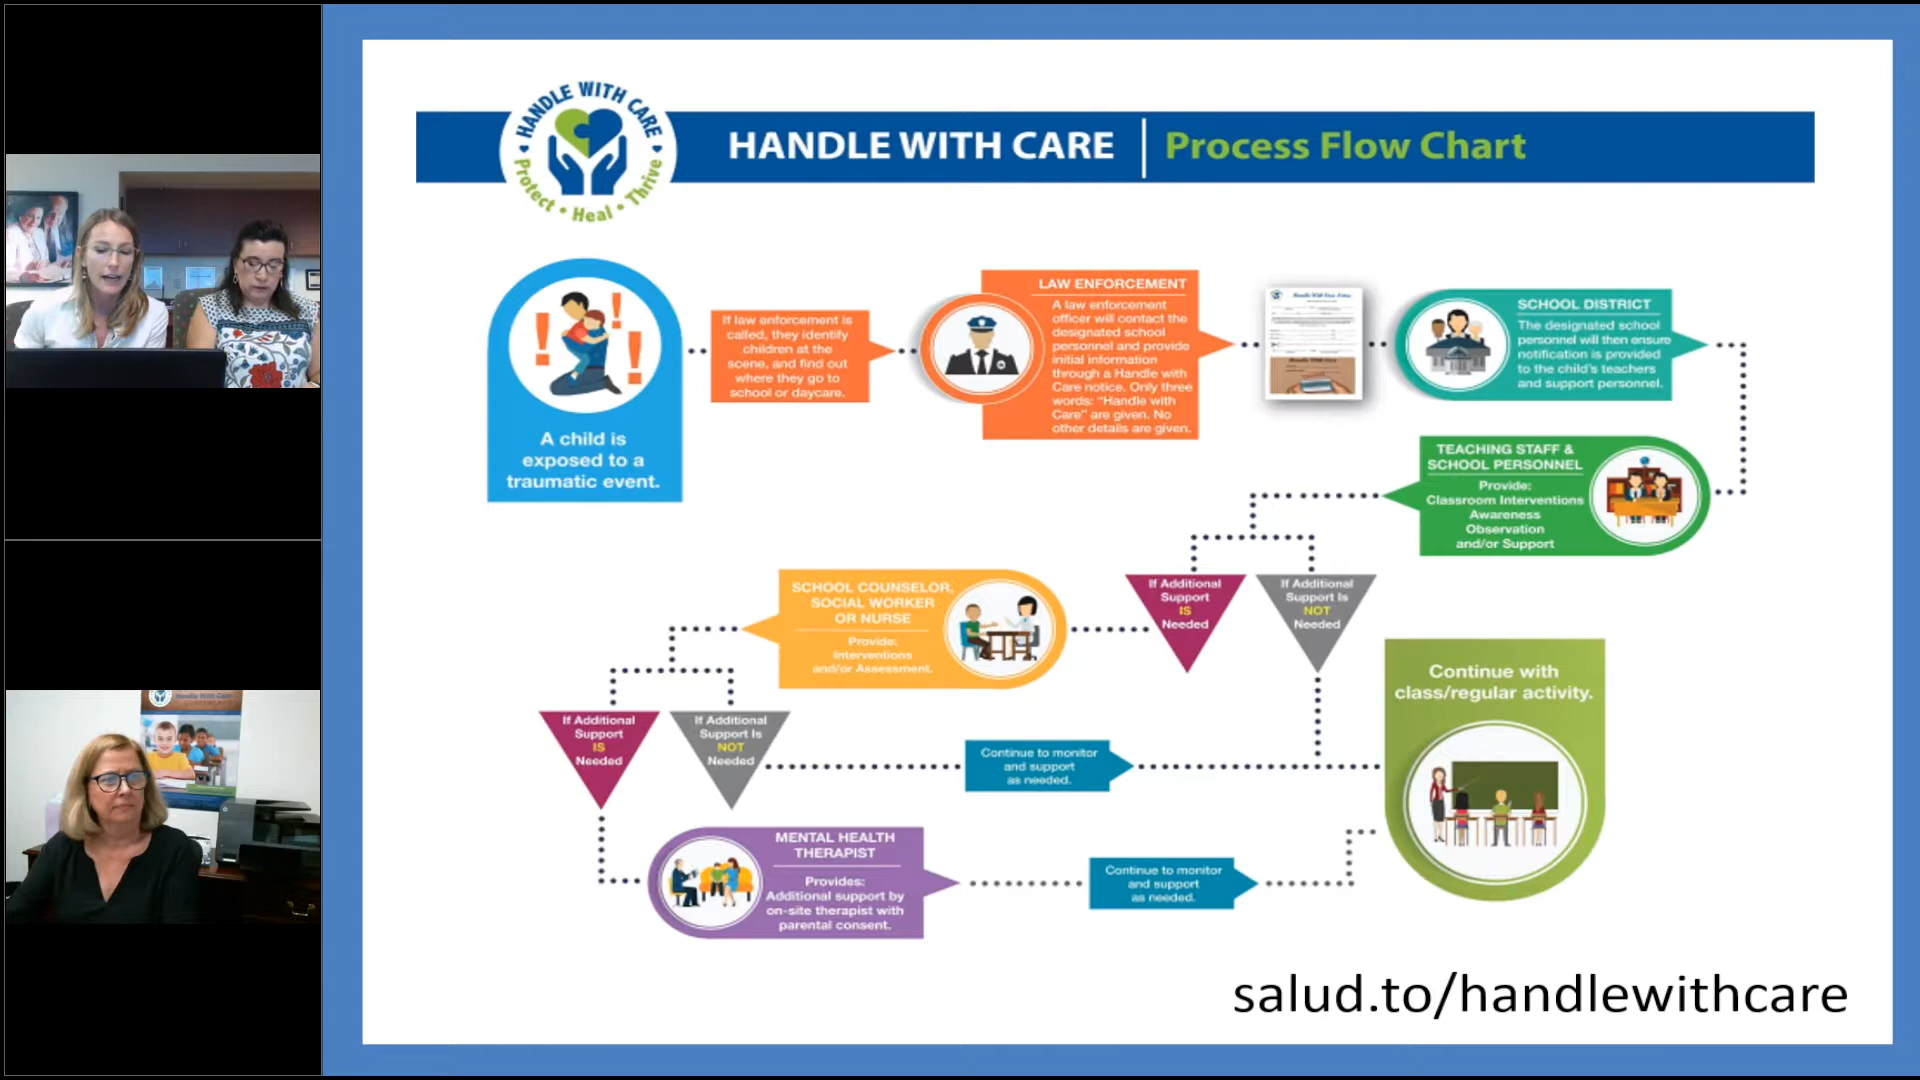 HANDLE WITH CARE
Protect • Heal • Thrive
HANDLE WITH CARE | Process Flow Chart
A child is
exposed to a
traumatic event.
If law enforcement is
called, they identify
children at the
scene, and find out
where they go to
school or daycare.
LAW ENFORCEMENT
A law enforcement
officer will contact the
designated school
personnel and provide
initial information
through a Handle with
Care notice. Only three
words: “Handle with
Care” are given. No
other details are given.
Handle With Care
SCHOOL DISTRICT
The designated school
personnel will then ensure
notification is provided
to the child's teachers
and support personnel.
TEACHING STAFF &
SCHOOL PERSONNEL
Provide:
Classroom Interventions
Awareness
Observation
and/or Support
If Additional
Support
IS
Needed
If Additional
Support Is
NOT
Needed
SCHOOL COUNSELOR,
SOCIAL WORKER
OR NURSE
Provide:
Interventions
and/or Assessment.
If Additional
Support
IS
Needed
If Additional
Support Is
NOT
Needed
Continue to monitor
and support
as needed.
Continue with
class/regular activity.
MENTAL HEALTH
THERAPIST
Provides:
Additional support by
on-site therapist with
parental consent.
Continue to monitor
and support
as needed.
salud.to/handlewithcare
Handle With Care